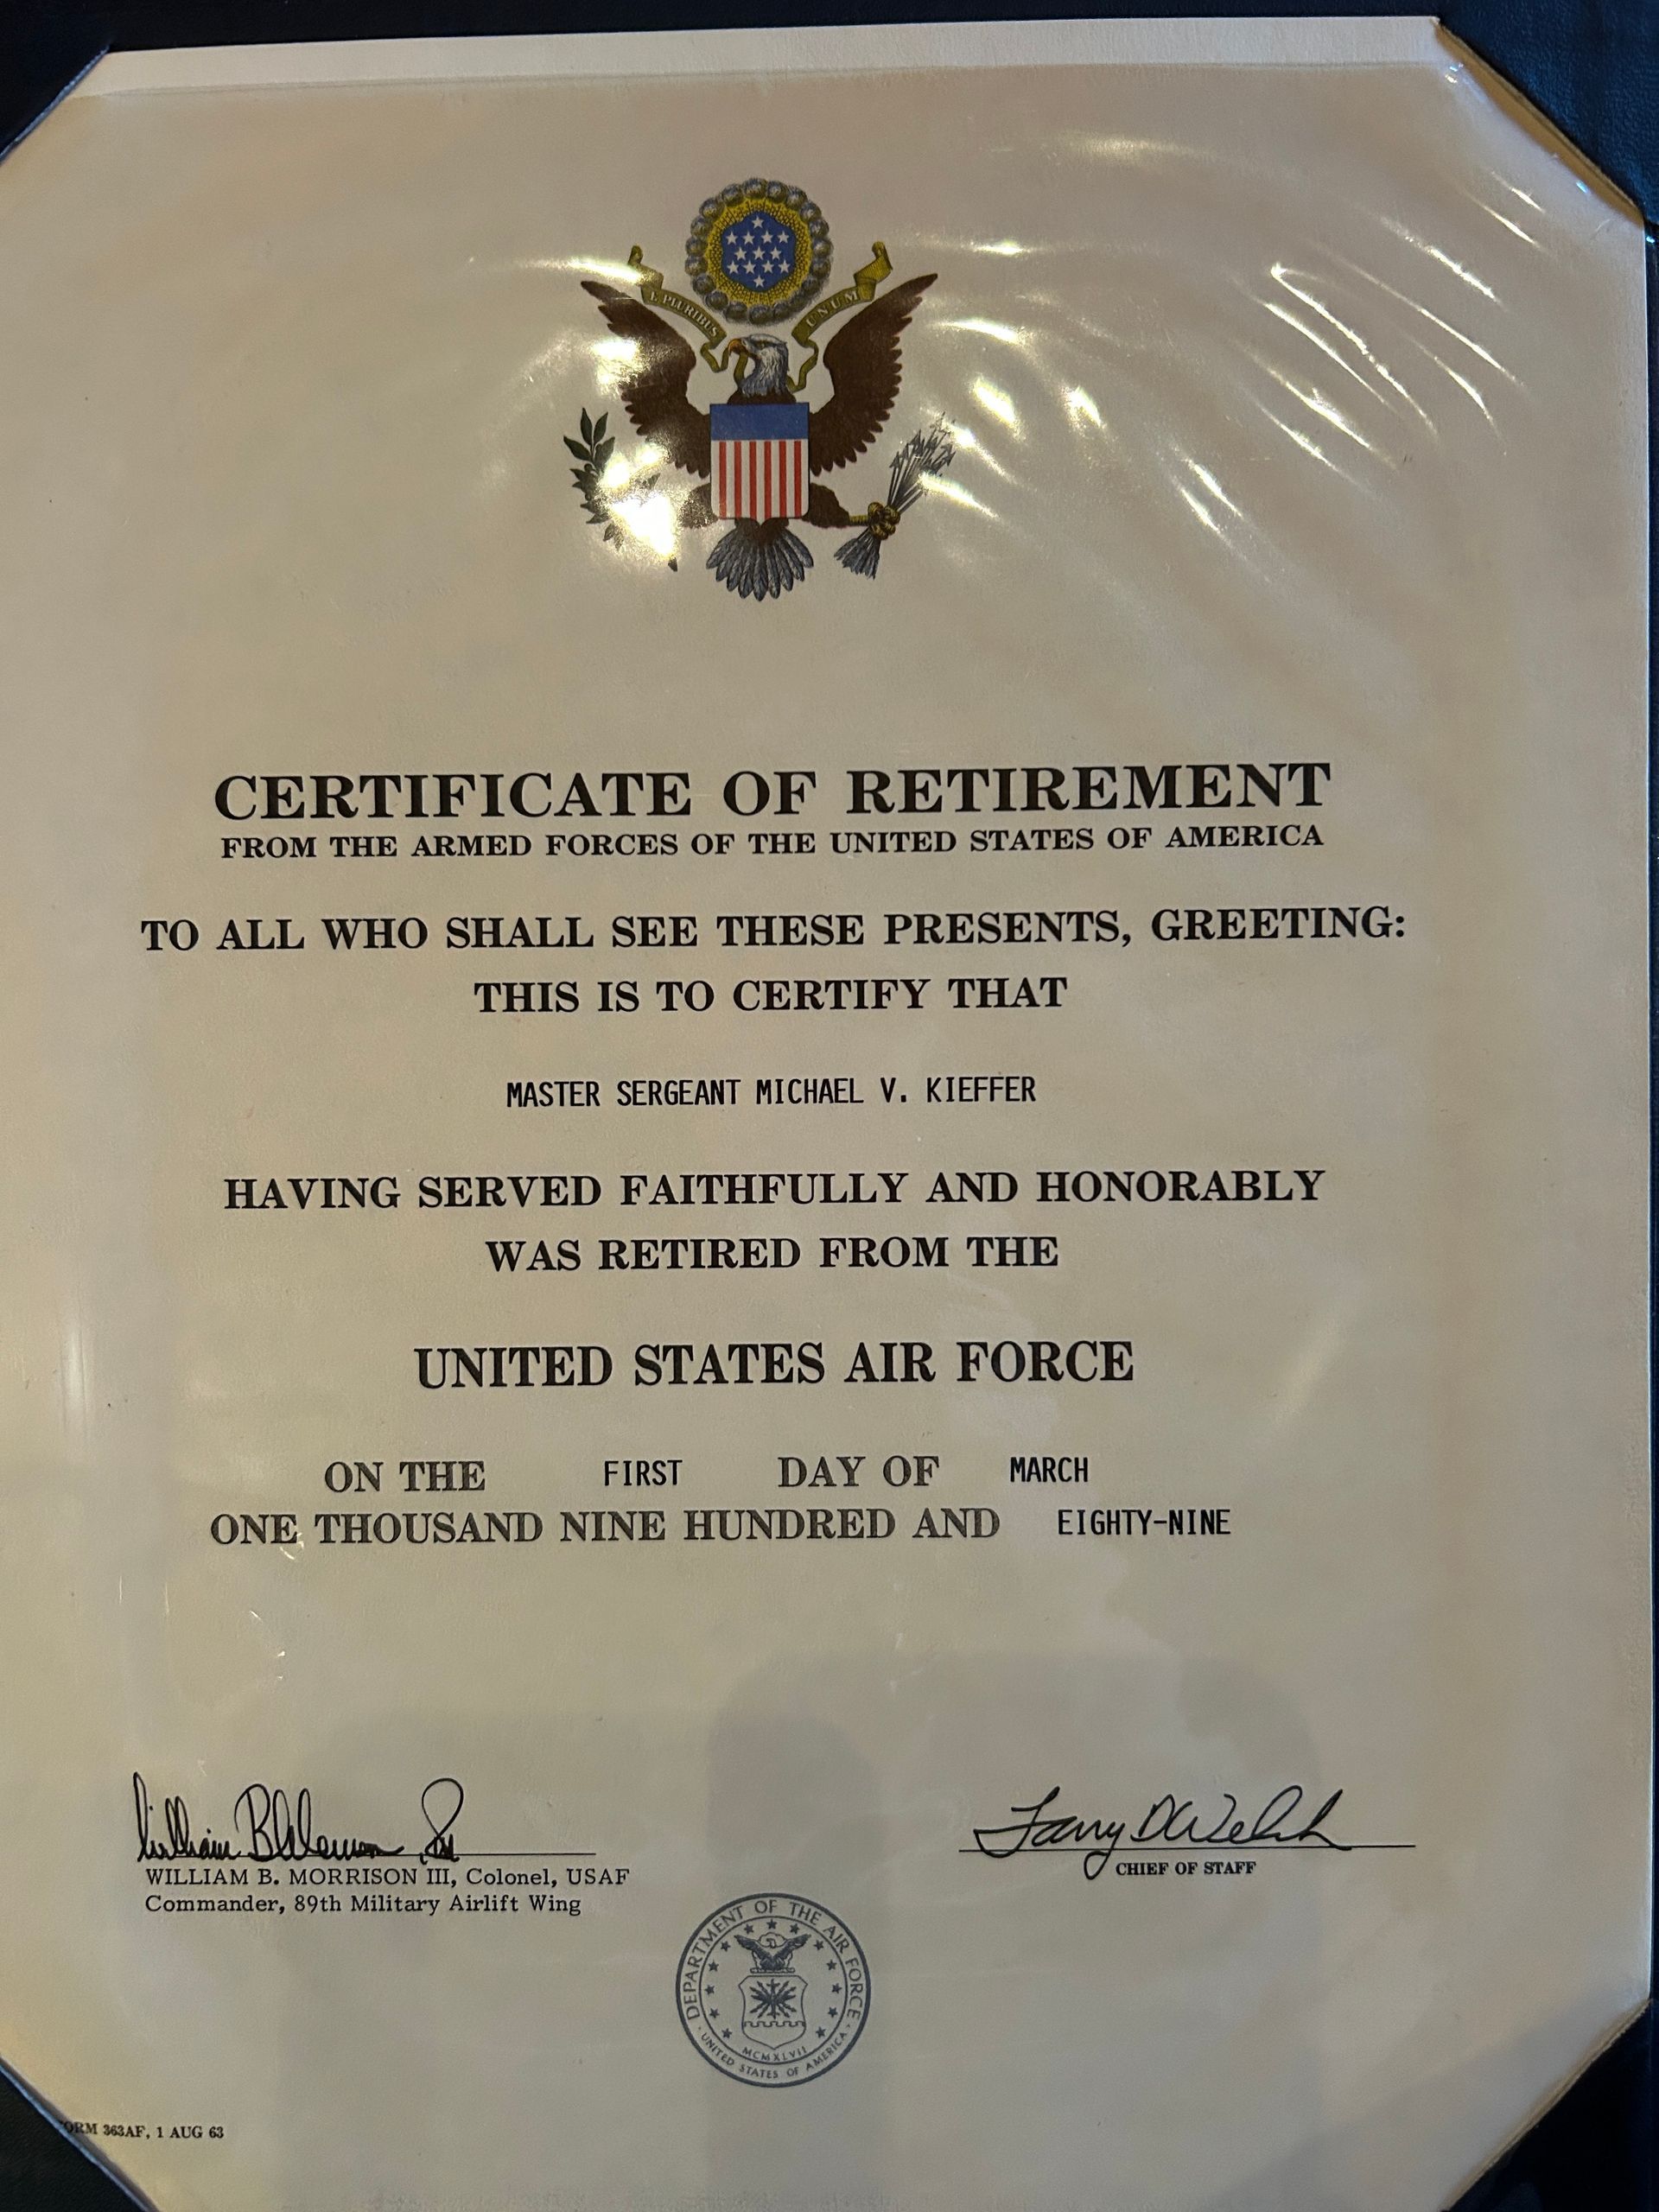 E PLURIBUS UNUM
CERTIFICATE OF RETIREMENT
FROM THE ARMED FORCES OF THE UNITED STATES OF AMERICA
TO ALL WHO SHALL SEE THESE PRESENTS, GREETING:
THIS IS TO CERTIFY THAT
MASTER SERGEANT MICHAEL V. KIEFFER
HAVING SERVED FAITHFULLY AND HONORABLY
WAS RETIRED FROM THE
UNITED STATES AIR FORCE
ON THE FIRST DAY OF MARCH
ONE THOUSAND NINE HUNDRED AND EIGHTY-NINE
Larry D Welch
WILLIAM B. MORRISON III, Colonel, USAF
Commander, 89th Military Airlift Wing
CHIEF OF STAFF
DEPARTMENT OF THE AIR FORCE
MCMXLVII
UNITED STATES OF AMERICA
ORM 363AF, 1 AUG 63